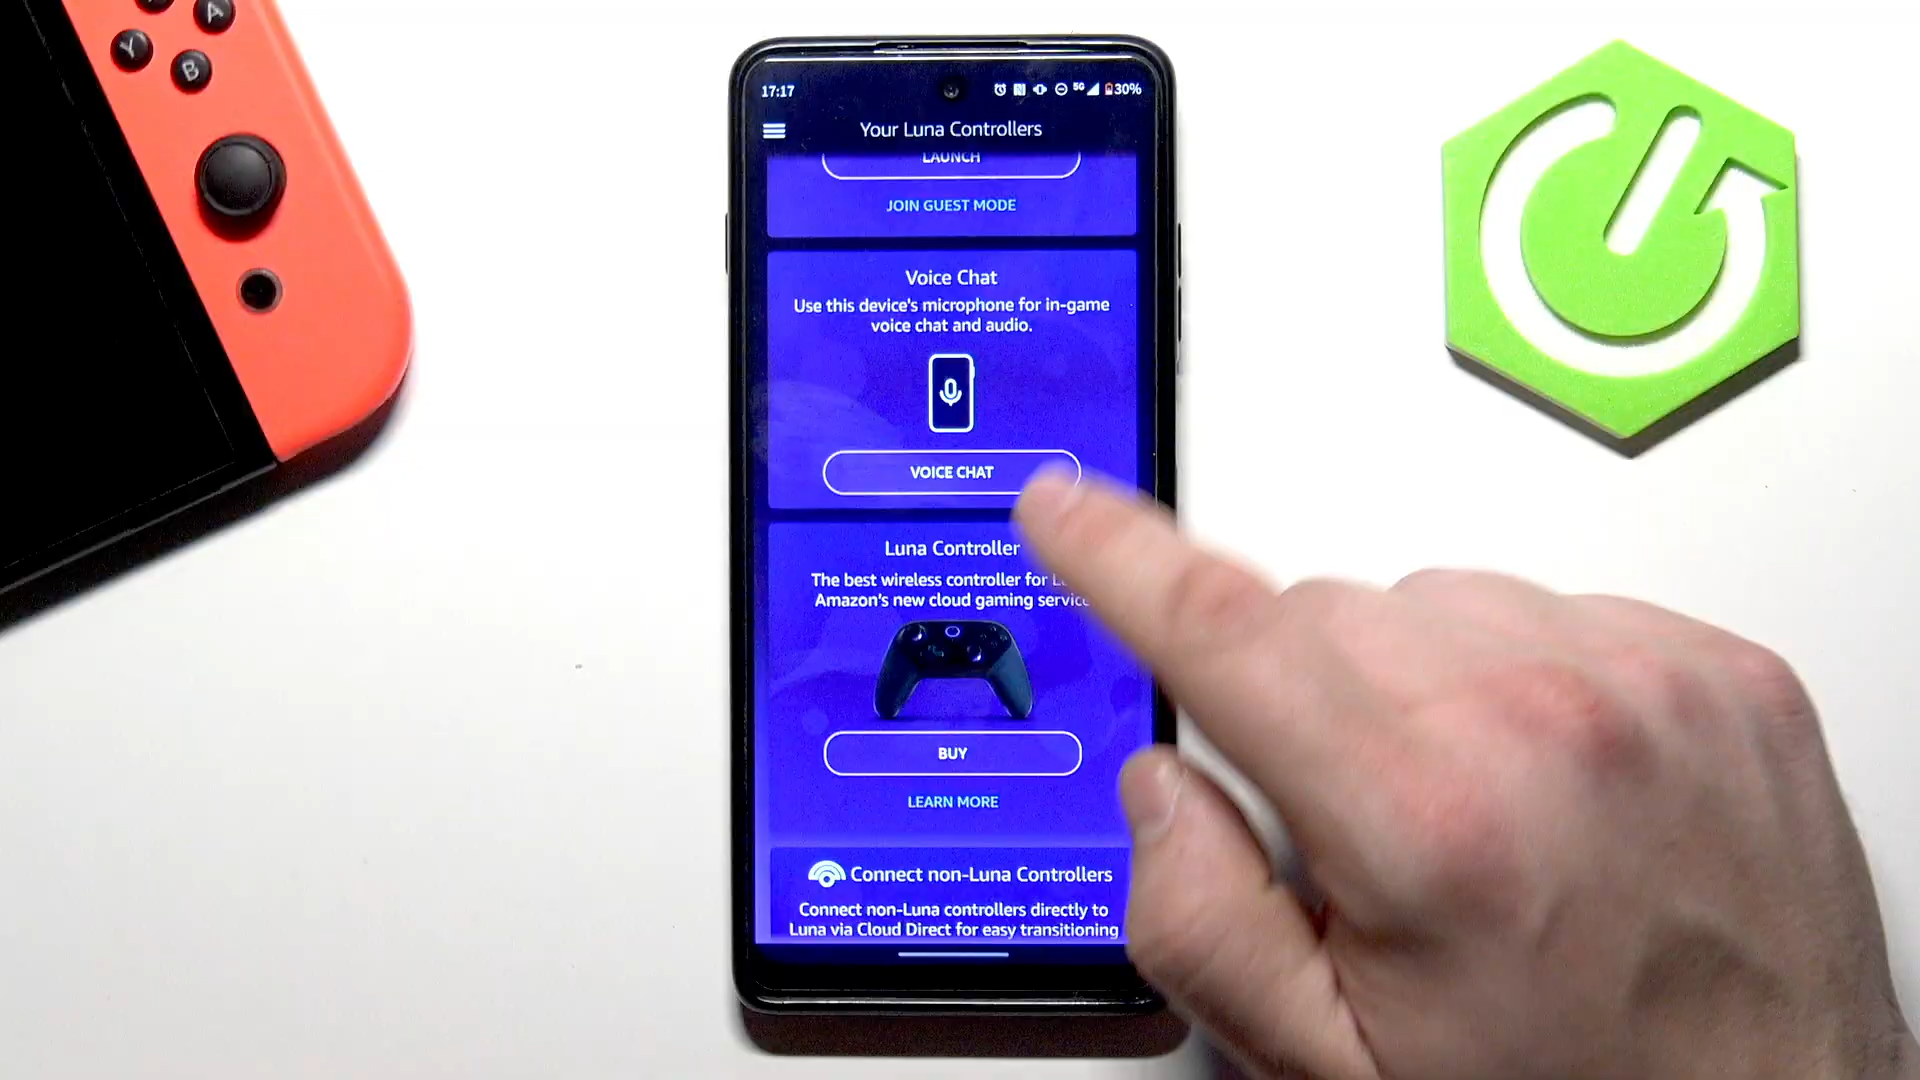 A
Y
B
17:17
5G
30%
Your Luna Controllers
LAUNCH
JOIN GUEST MODE
Voice Chat
Use this device's microphone for in-game
voice chat and audio.
VOICE CHAT
Luna Controller
The best wireless controller for
Amazon's new cloud gaming service
BUY
LEARN MORE
Connect non-Luna Controllers
Connect non-Luna controllers directly to
Luna via Cloud Direct for easy transitioning